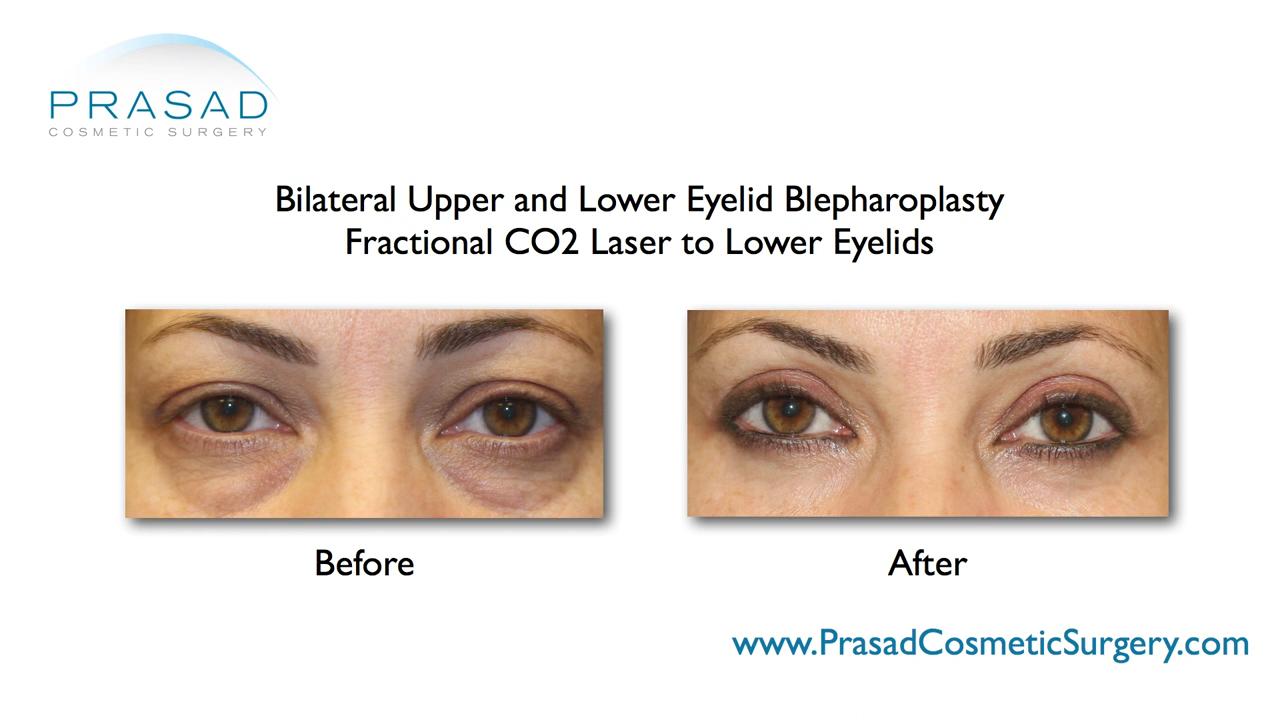 PRASAD
COSMETIC SURGERY
Bilateral Upper and Lower Eyelid Blepharoplasty
Fractional CO2 Laser to Lower Eyelids
Before
After
www.PrasadCosmeticSurgery.com